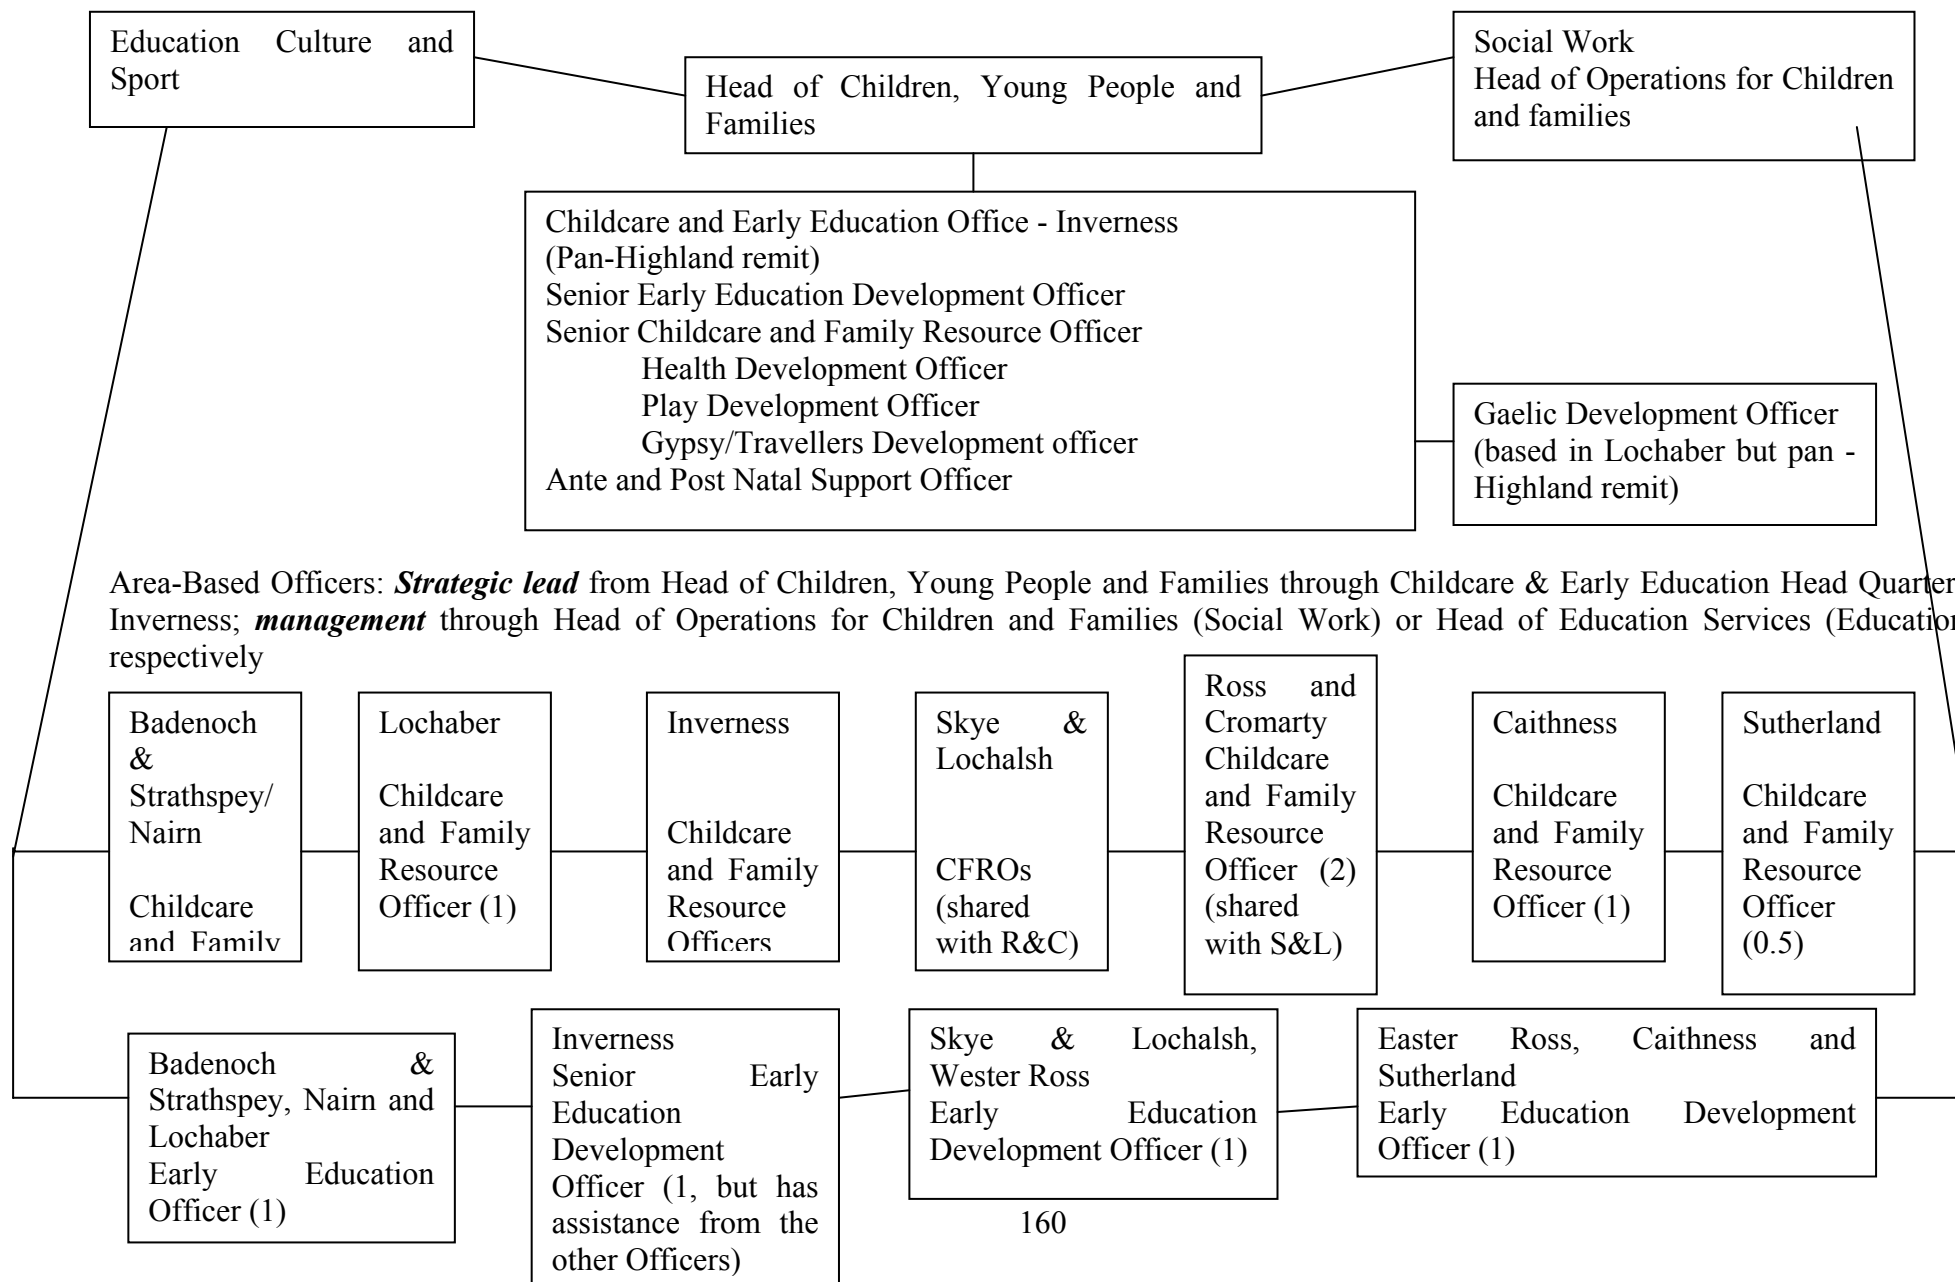 Education Culture and
Sport
Head of Children, Young People and
Families
Social Work
Head of Operations for Children
and families
Childcare and Early Education Office - Inverness
(Pan-Highland remit)
Senior Early Education Development Officer
Senior Childcare and Family Resource Officer
Health Development Officer
Play Development Officer
Gypsy/Travellers Development officer
Ante and Post Natal Support Officer
Gaelic Development Officer
(based in Lochaber but pan -
Highland remit)
Area-Based Officers: Strategic lead from Head of Children, Young People and Families through Childcare & Early Education Head Quarter
Inverness; management through Head of Operations for Children and Families (Social Work) or Head of Education Services (Education
respectively
Badenoch
&
Strathspey/
Nairn
Childcare
and Family
Lochaber
Childcare
and Family
Resource
Officer (1)
Inverness
Childcare
and Family
Resource
Officers
Skye &
Lochalsh
CFROs
(shared
with R&C)
Ross and
Cromarty
Childcare
and Family
Resource
Officer (2)
(shared
with S&L)
Caithness
Childcare
and Family
Resource
Officer (1)
Sutherland
Childcare
and Family
Resource
Officer
(0.5)
Badenoch &
Strathspey, Nairn and
Lochaber
Early Education
Officer (1)
Inverness
Senior Early
Education
Development
Officer (1, but has
assistance from the
other Officers)
Skye & Lochalsh,
Wester Ross
Early Education
Development Officer (1)
Easter Ross, Caithness and
Sutherland
Early Education Development
Officer (1)
160